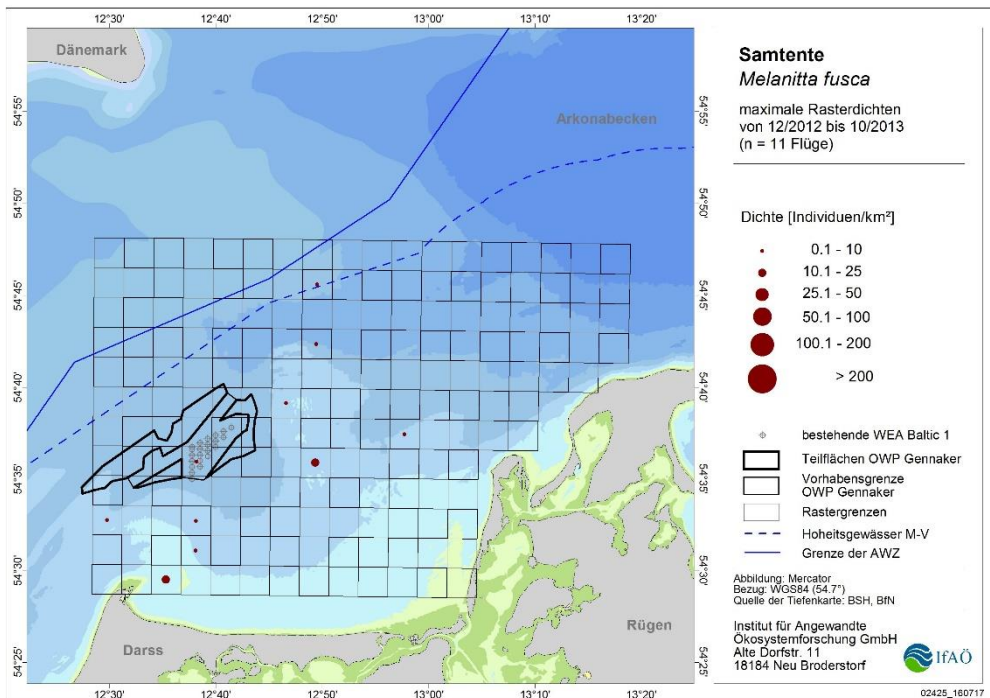 12°30'
12°40'
12°50'
13°00'
13°10'
13°20'
Dänemark
Arkonabecken
Darss
Rügen
54°55'
54°50'
54°45'
54°40'
54°35'
54°30'
54°25'
54°55'
54°50'
54°45'
54°40'
54°35'
54°30'
54°25'
12°30'
12°40'
12°50'
13°00'
13°10'
13°20'
Samtente
Melanitta fusca
maximale Rasterdichten
von 12/2012 bis 10/2013
(n = 11 Flüge)
Dichte [Individuen/km²]
0.1 - 10
10.1 - 25
25.1 - 50
50.1 - 100
100.1 - 200
> 200
bestehende WEA Baltic 1
Teilflächen OWP Gennaker
Vorhabensgrenze
OWP Gennaker
Rastergrenzen
Hoheitsgewässer M-V
Grenze der AWZ
Abbildung: Mercator
Bezug: WGS84 (54.7°)
Quelle der Tiefenkarte: BSH, BfN
Institut für Angewandte
Ökosystemforschung GmbH
Alte Dorfstr. 11
18184 Neu Broderstorf
IfAÖ
02425_160717